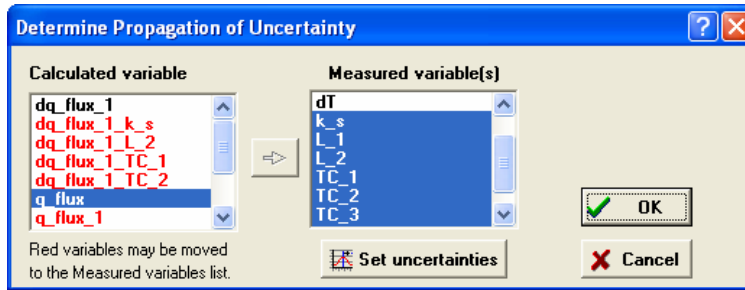 Determine Propagation of Uncertainty
Calculated variable
Measured variable(s)
dq_flux_1
dq_flux_1_k_s
dq_flux_1_L_2
dq_flux_1_TC_1
dq_flux_1_TC_2
q_flux
q_flux_1
dT
k_s
L_1
L_2
TC_1
TC_2
TC_3
Red variables may be moved
to the Measured variables list.
Set uncertainties
OK
Cancel